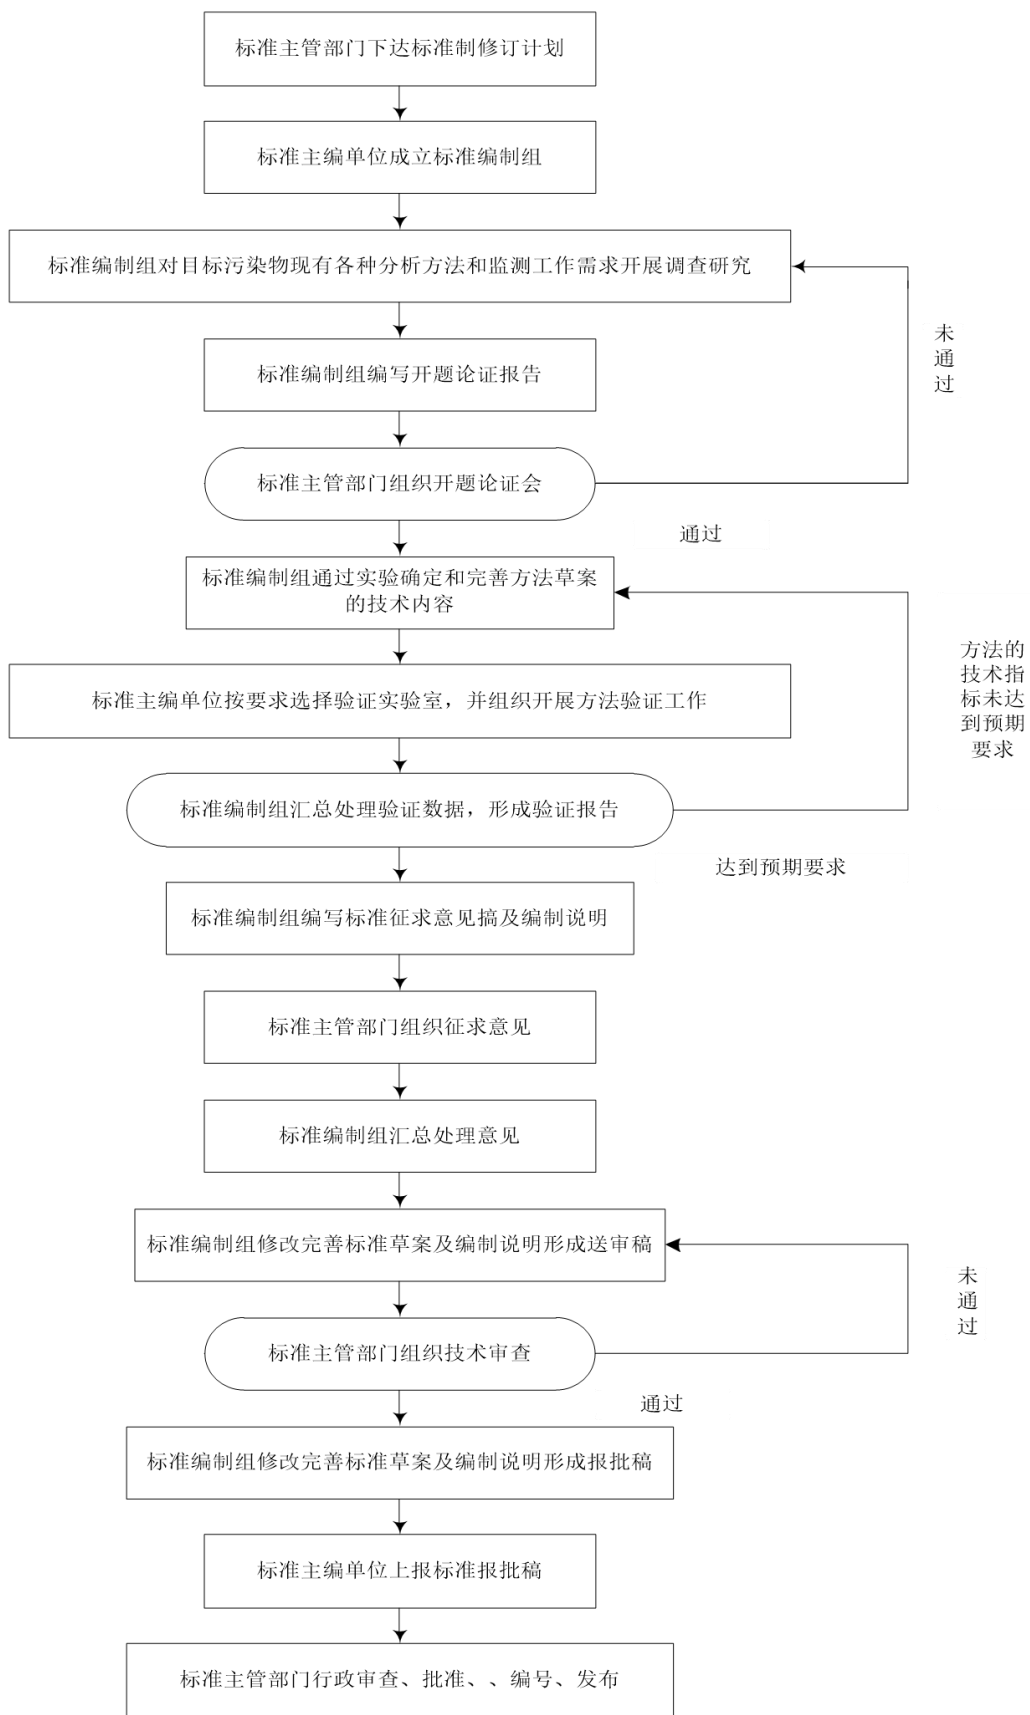 标准主管部门下达标准制修订计划
标准主编单位成立标准编制组
标准编制组对目标污染物现有各种分析方法和监测工作需求开展调查研究
未
通
过
标准编制组编写开题论证报告
标准主管部门组织开题论证会
通过
标准编制组通过实验确定和完善方法草案
的技术内容
方法的
技术指
标未达
到预期
要求
标准主编单位按要求选择验证实验室，并组织开展方法验证工作
标准编制组汇总处理验证数据，形成验证报告
达到预期要求
标准编制组编写标准征求意见搞及编制说明
标准主管部门组织征求意见
标准编制组汇总处理意见
标准编制组修改完善标准草案及编制说明形成送审稿
未
通
过
标准主管部门组织技术审查
通过
标准编制组修改完善标准草案及编制说明形成报批稿
标准主编单位上报标准报批稿
标准主管部门行政审查、批准、、编号、发布